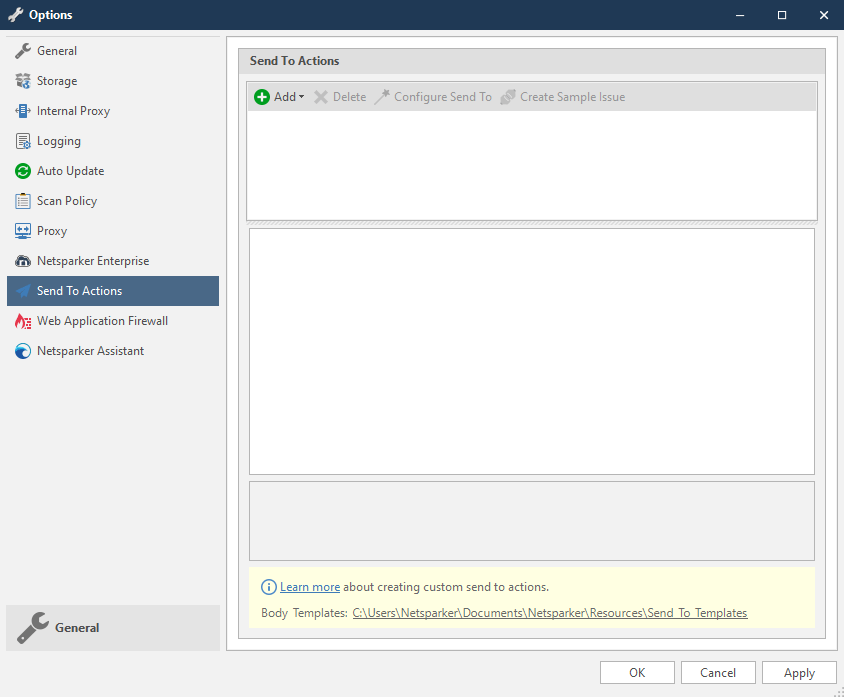 Options
General
Storage
Internal Proxy
Logging
Auto Update
Scan Policy
Proxy
Netsparker Enterprise
Send To Actions
Web Application Firewall
Netsparker Assistant
General
Send To Actions
Add Delete Configure Send To Create Sample Issue
Learn more about creating custom send to actions.
Body Templates: C:\Users\Netsparker\Documents\Netsparker\Resources\Send To Templates
OK Cancel Apply